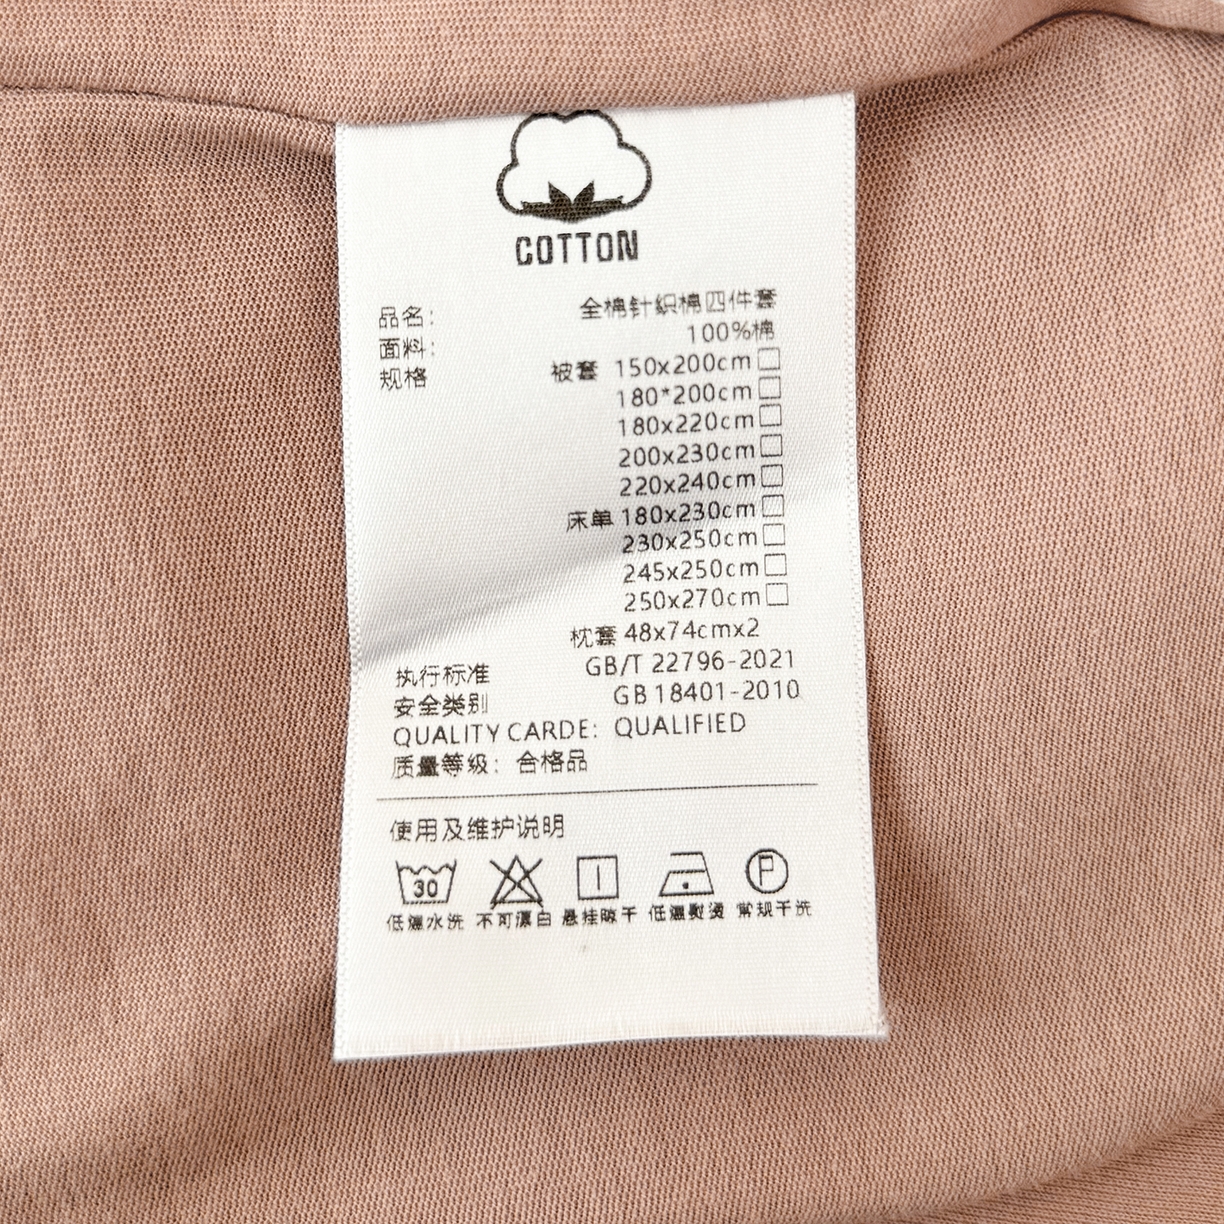 COTTON
品名： 全棉针织棉四件套
面料： 100%棉
规格 被套 150x200cm□
180*200cm□
180x220cm□
200x230cm□
220x240cm□
床单 180x230cm□
230x250cm□
245x250cm□
250x270cm□
枕套 48x74cmx2
执行标准 GB/T 22796-2021
安全类别 GB 18401-2010
QUALITY CARDE： QUALIFIED
质量等级：合格品
使用及维护说明
30 P
低温水洗 不可漂白 悬挂晾干 低温熨烫 常规干洗